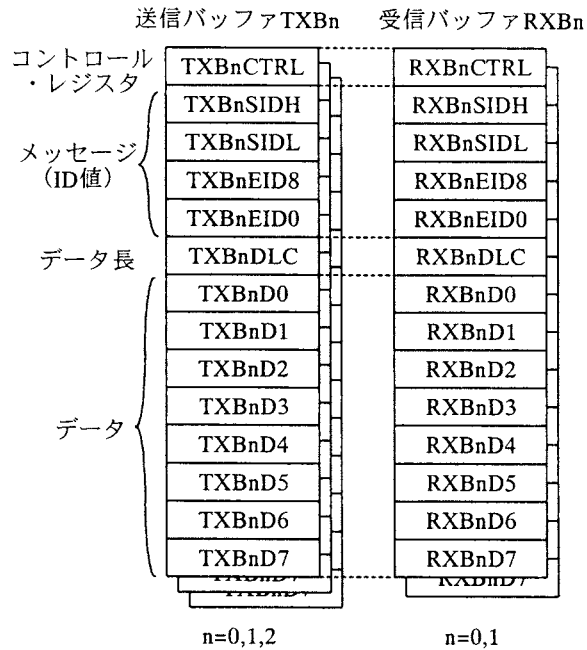 送信バッファTXBn
受信バッファRXBn
コントロール
・レジスタ
メッセージ
(ID値)
データ長
データ
TXBnCTRL
TXBnSIDH
TXBnSIDL
TXBnEID8
TXBnEID0
TXBnDLC
TXBnD0
TXBnD1
TXBnD2
TXBnD3
TXBnD4
TXBnD5
TXBnD6
TXBnD7
n=0,1,2
RXBnCTRL
RXBnSIDH
RXBnSIDL
RXBnEID8
RXBnEID0
RXBnDLC
RXBnD0
RXBnD1
RXBnD2
RXBnD3
RXBnD4
RXBnD5
RXBnD6
RXBnD7
RXBnD7
n=0,1